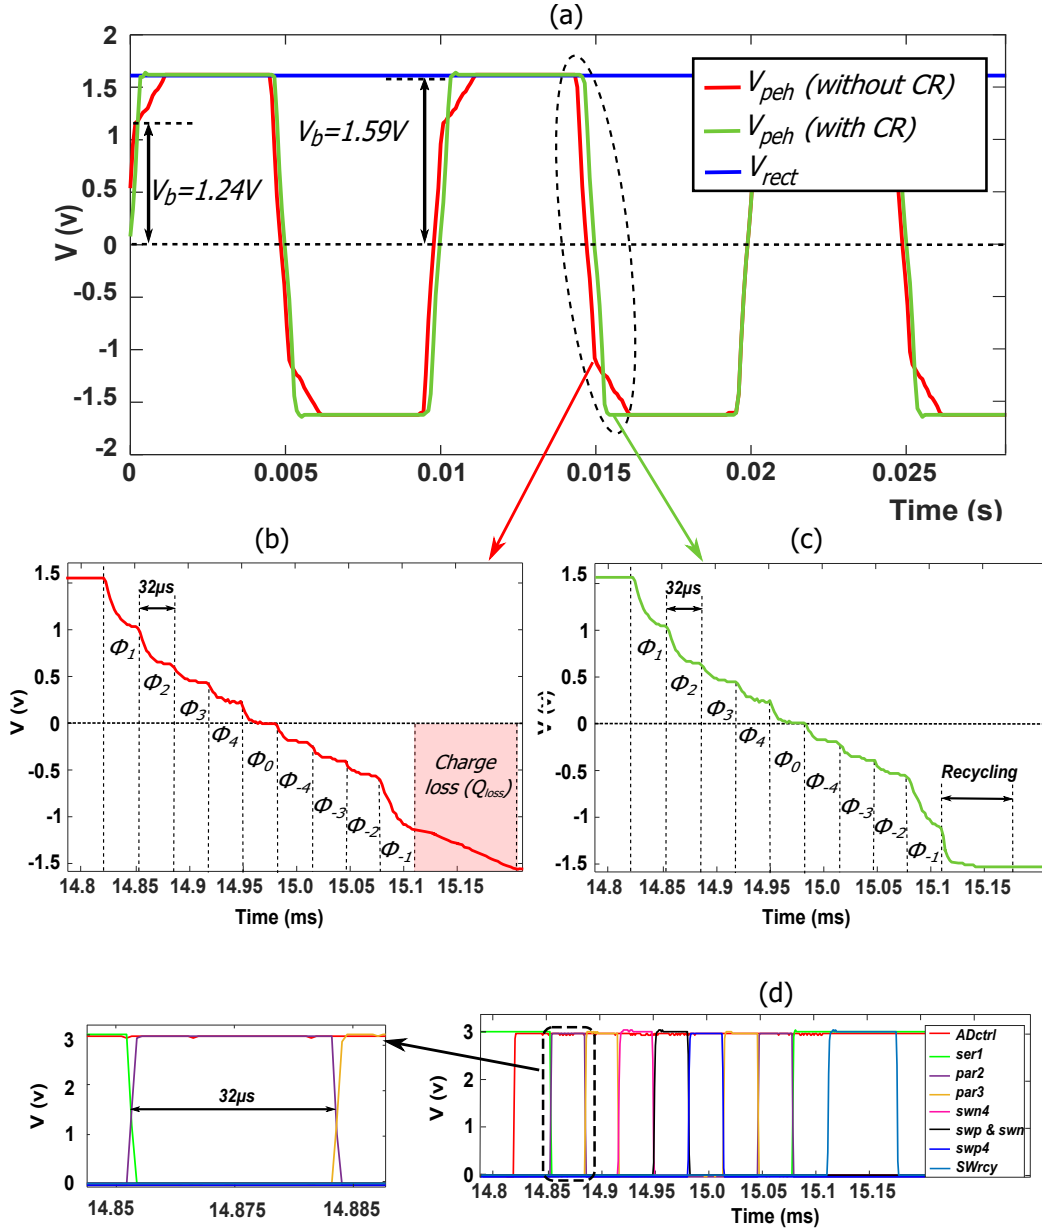 (a)
2
1.5
1
0.5
0
-0.5
-1
-1.5
-2
V (v)
V_b=1.24V
V_b=1.59V
V_peh (without CR)
V_peh (with CR)
V_rect
0
0.005
0.01
0.015
0.02
0.025
Time (s)
(b)
1.5
1
0.5
0
-0.5
-1
-1.5
V (v)
32µs
Φ_1
Φ_2
Φ_3
Φ_4
Φ_0
Φ_-4
Φ_-3
Φ_-2
Φ_-1
Charge
loss (Q_loss)
14.8
14.85
14.9
14.95
15.0
15.05
15.1
15.15
Time (ms)
(c)
1.5
1
0.5
0
-0.5
-1
-1.5
V (v)
32µs
Φ_1
Φ_2
Φ_3
Φ_4
Φ_0
Φ_-4
Φ_-3
Φ_-2
Φ_-1
Recycling
14.8
14.85
14.9
14.95
15.0
15.05
15.1
15.15
Time (ms)
3
2
1
0
V (v)
32µs
14.85
14.875
14.885
(d)
3
2
1
0
V (v)
ADctrl
ser1
par2
par3
swn4
swp & swn
swp4
SWrcy
14.8
14.85
14.9
14.95
15.0
15.05
15.1
15.15
Time (ms)